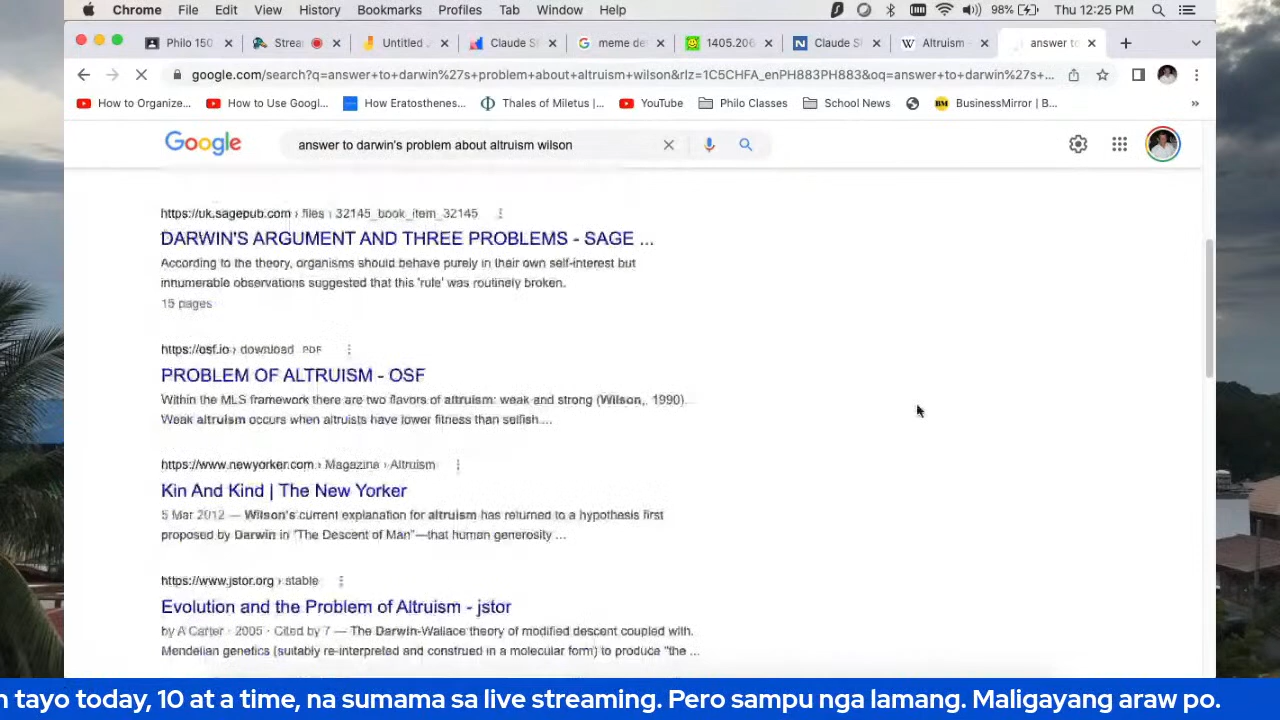 Chrome File Edit View History Bookmarks Profiles Tab Window Help 98% Thu 12:25 PM
Philo 150 Strea Untitled Claude S meme de 1405.206 Claude S Altruism - answer to
google.com/search?q=answer+to+darwin%27s+problem+about+altruism+wilson&rlz=1C5CHFA_enPH883PH883&oq=answer+to+darwin%27s+...
How to Organize... How to Use Googl... How Eratosthenes... Thales of Miletus |... YouTube Philo Classes School News BusinessMirror | B... »
Google answer to darwin's problem about altruism wilson
https://uk.sagepub.com › files › 32145_book_item_32145
DARWIN'S ARGUMENT AND THREE PROBLEMS - SAGE ...
According to the theory, organisms should behave purely in their own self-interest but
innumerable observations suggested that this 'rule' was routinely broken.
15 pages
https://osf.io › download PDF
PROBLEM OF ALTRUISM - OSF
Within the MLS framework there are two flavors of altruism: weak and strong (Wilson,. 1990).
Weak altruism occurs when altruists have lower fitness than selfish ...
https://www.newyorker.com › Magazine › Altruism
Kin And Kind | The New Yorker
5 Mar 2012 — Wilson's current explanation for altruism has returned to a hypothesis first
proposed by Darwin in "The Descent of Man"—that human generosity ...
https://www.jstor.org › stable
Evolution and the Problem of Altruism - jstor
by A Carter · 2005 · Cited by 7 — The Darwin-Wallace theory of modified descent coupled with.
Mendelian genetics (suitably re-interpreted and construed in a molecular form) to produce "the ...
tayo today, 10 at a time, na sumama sa live streaming. Pero sampu nga lamang. Maligayang araw po.